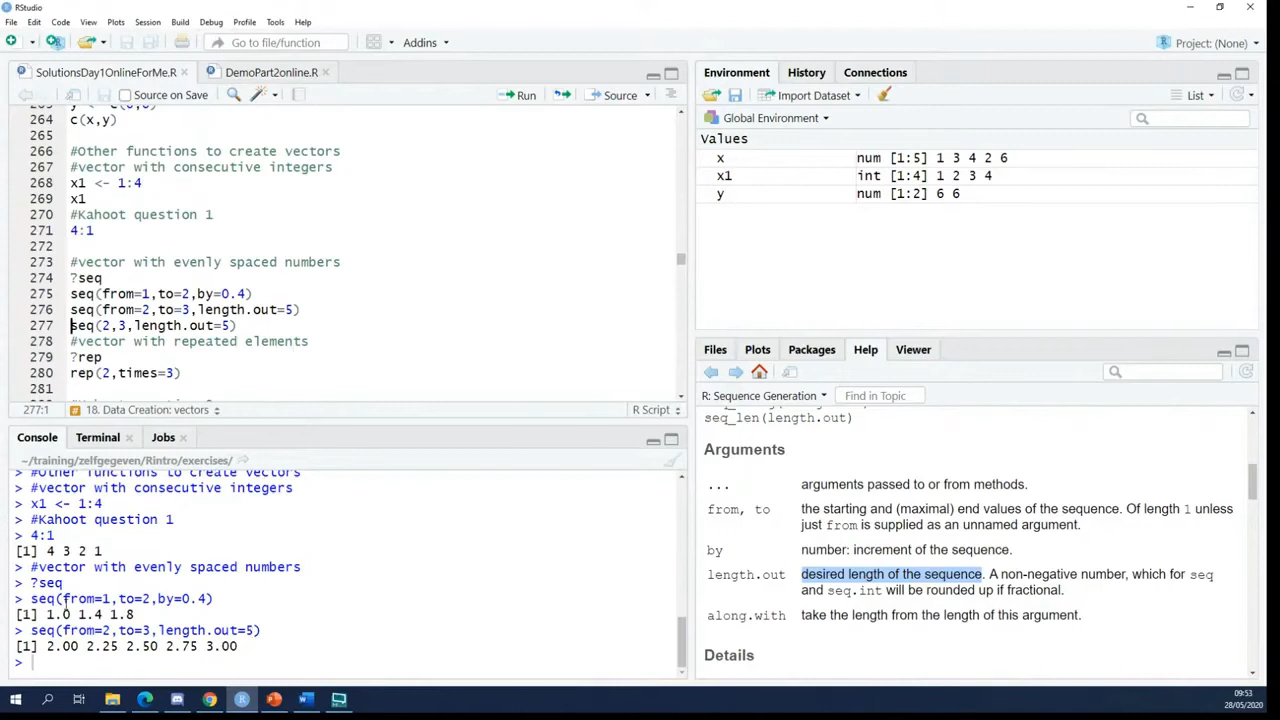 RStudio
File Edit Code View Plots Session Build Debug Profile Tools Help
Go to file/function Addins Project: (None)
SolutionsDay1OnlineForMe.R DemoPart2online.R
Source on Save Run Source
264 c(x,y)
265
266 #Other functions to create vectors
267 #vector with consecutive integers
268 x1 <- 1:4
269 x1
270 #Kahoot question 1
271 4:1
272
273 #vector with evenly spaced numbers
274 ?seq
275 seq(from=1,to=2,by=0.4)
276 seq(from=2,to=3,length.out=5)
277 seq(2,3,length.out=5)
278 #vector with repeated elements
279 ?rep
280 rep(2,times=3)
281
277:1 18. Data Creation: vectors R Script
Console Terminal Jobs
~/training/zelfgegeven/Rintro/exercises/
> #Other functions to create vectors
> #vector with consecutive integers
> x1 <- 1:4
> #Kahoot question 1
> 4:1
[1] 4 3 2 1
> #vector with evenly spaced numbers
> ?seq
> seq(from=1,to=2,by=0.4)
[1] 1.0 1.4 1.8
> seq(from=2,to=3,length.out=5)
[1] 2.00 2.25 2.50 2.75 3.00
>
Environment History Connections
Import Dataset List
Global Environment
Values
x num [1:5] 1 3 4 2 6
x1 int [1:4] 1 2 3 4
y num [1:2] 6 6
Files Plots Packages Help Viewer
R: Sequence Generation Find in Topic
seq_len(length.out)
Arguments
... arguments passed to or from methods.
from, to the starting and (maximal) end values of the sequence. Of length 1 unless
just from is supplied as an unnamed argument.
by number: increment of the sequence.
length.out desired length of the sequence. A non-negative number, which for seq
and seq.int will be rounded up if fractional.
along.with take the length from the length of this argument.
Details
09:53
28/05/2020